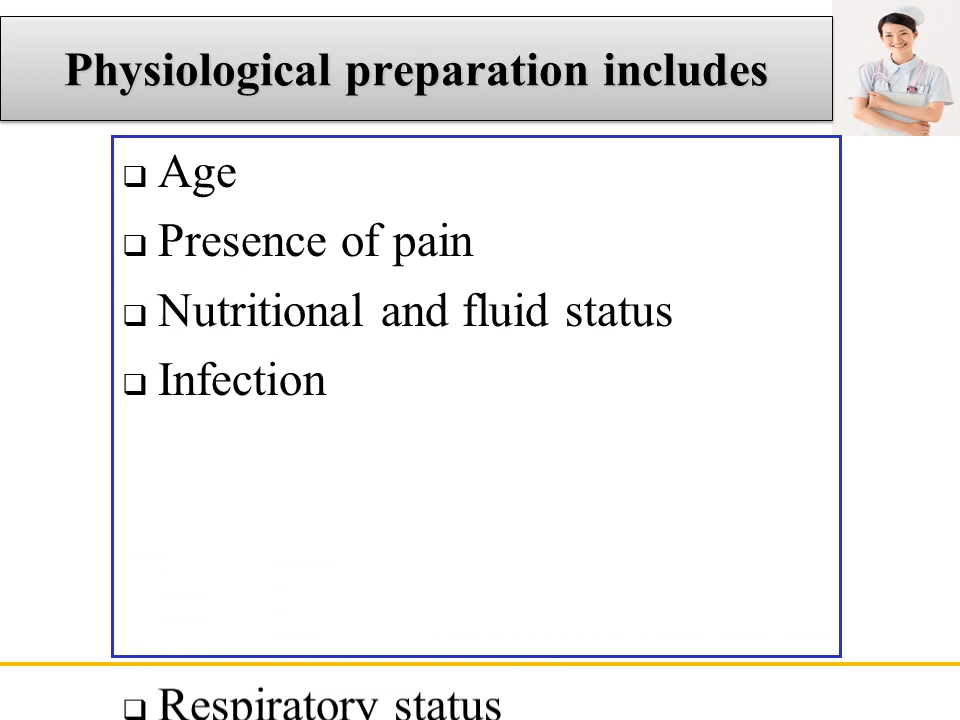 Physiological preparation includes
❑ Age
❑ Presence of pain
❑ Nutritional and fluid status
❑ Infection
❑ Respiratory status